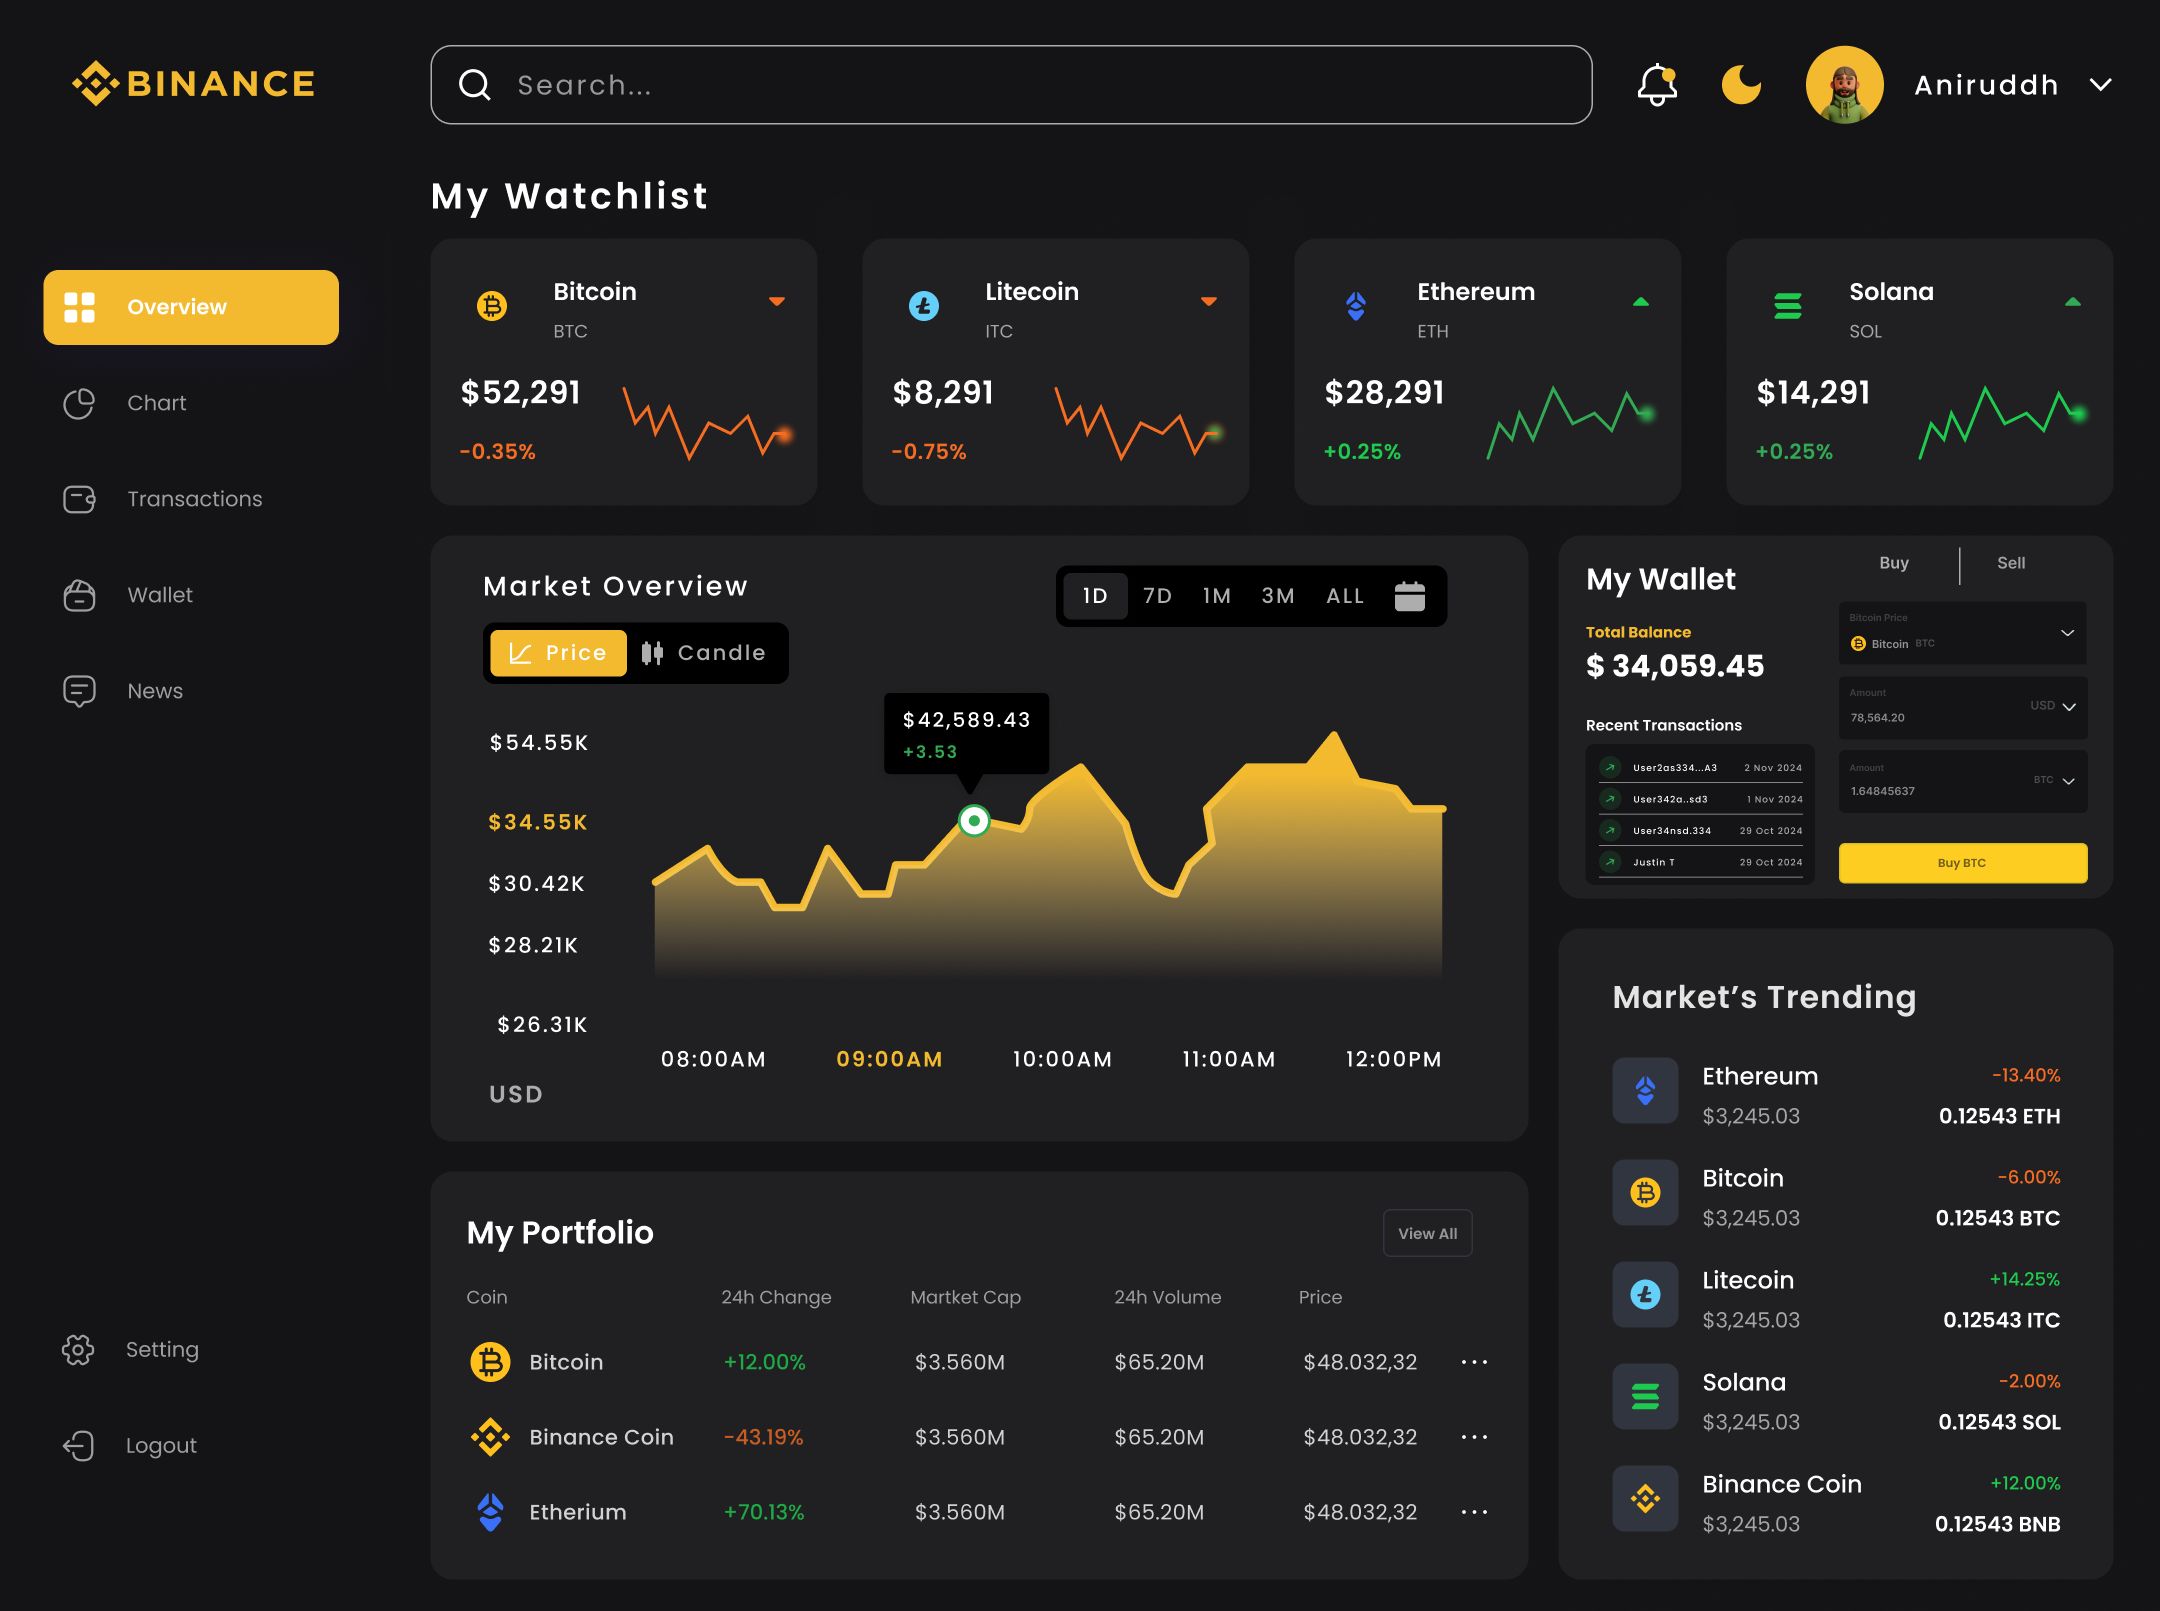 BINANCE
Search...
Aniruddh
Overview
Chart
Transactions
Wallet
News
Setting
Logout
My Watchlist
Bitcoin
BTC
$52,291
-0.35%
Litecoin
ITC
$8,291
-0.75%
Ethereum
ETH
$28,291
+0.25%
Solana
SOL
$14,291
+0.25%
Market Overview
1D 7D 1M 3M ALL
Price Candle
$42,589.43
+3.53
$54.55K
$34.55K
$30.42K
$28.21K
$26.31K
08:00AM 09:00AM 10:00AM 11:00AM 12:00PM
USD
My Wallet
Total Balance
$ 34,059.45
Recent Transactions
User2as334...A3 2 Nov 2024
User342a..sd3 1 Nov 2024
User34nsd.334 29 Oct 2024
Justin T 29 Oct 2024
Buy Sell
Bitcoin Price
Bitcoin BTC
Amount
78,564.20 USD
Amount
1.64845637 BTC
Buy BTC
My Portfolio
View All
Coin 24h Change Martket Cap 24h Volume Price
Bitcoin +12.00% $3.560M $65.20M $48.032,32 ...
Binance Coin -43.19% $3.560M $65.20M $48.032,32 ...
Etherium +70.13% $3.560M $65.20M $48.032,32 ...
Market’s Trending
Ethereum -13.40%
$3,245.03 0.12543 ETH
Bitcoin -6.00%
$3,245.03 0.12543 BTC
Litecoin +14.25%
$3,245.03 0.12543 ITC
Solana -2.00%
$3,245.03 0.12543 SOL
Binance Coin +12.00%
$3,245.03 0.12543 BNB